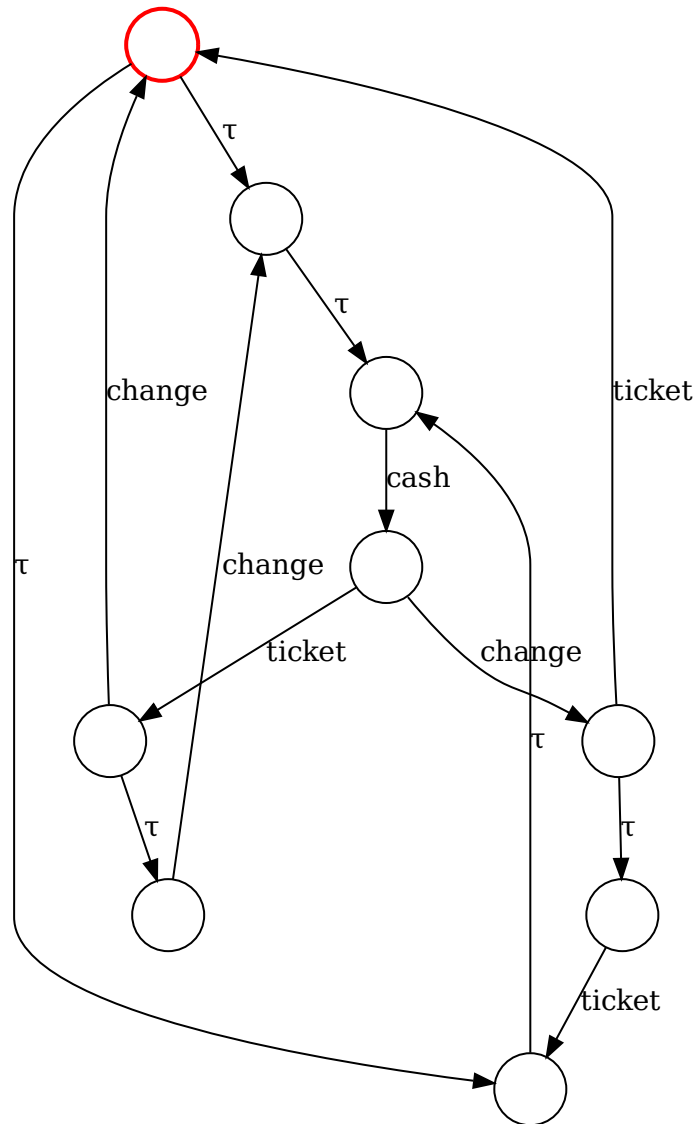 τ
τ
change
ticket
cash
τ
change
ticket
change
τ
τ
τ
ticket